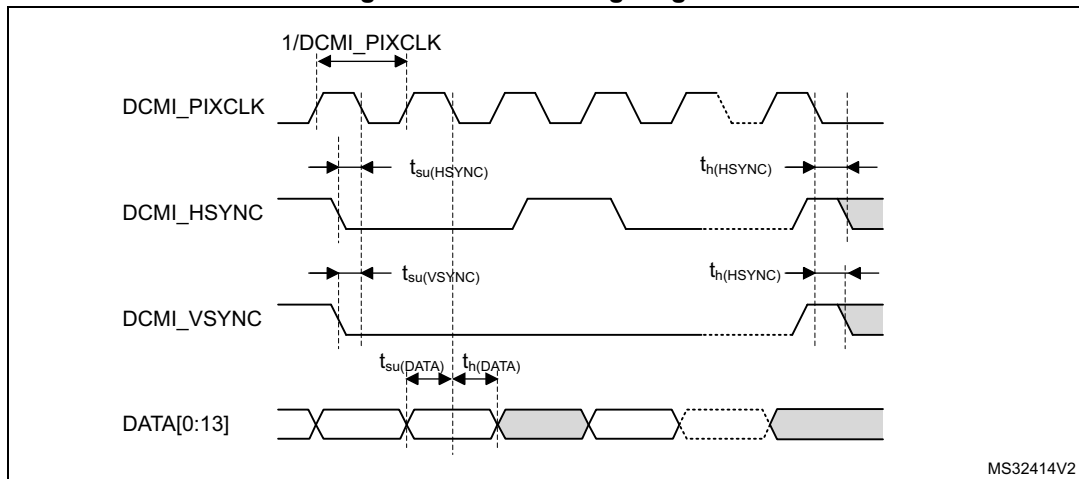 1/DCMI_PIXCLK
DCMI_PIXCLK
tsu(HSYNC) th(HSYNC)
DCMI_HSYNC
tsu(VSYNC) th(HSYNC)
DCMI_VSYNC
tsu(DATA) th(DATA)
DATA[0:13]
MS32414V2